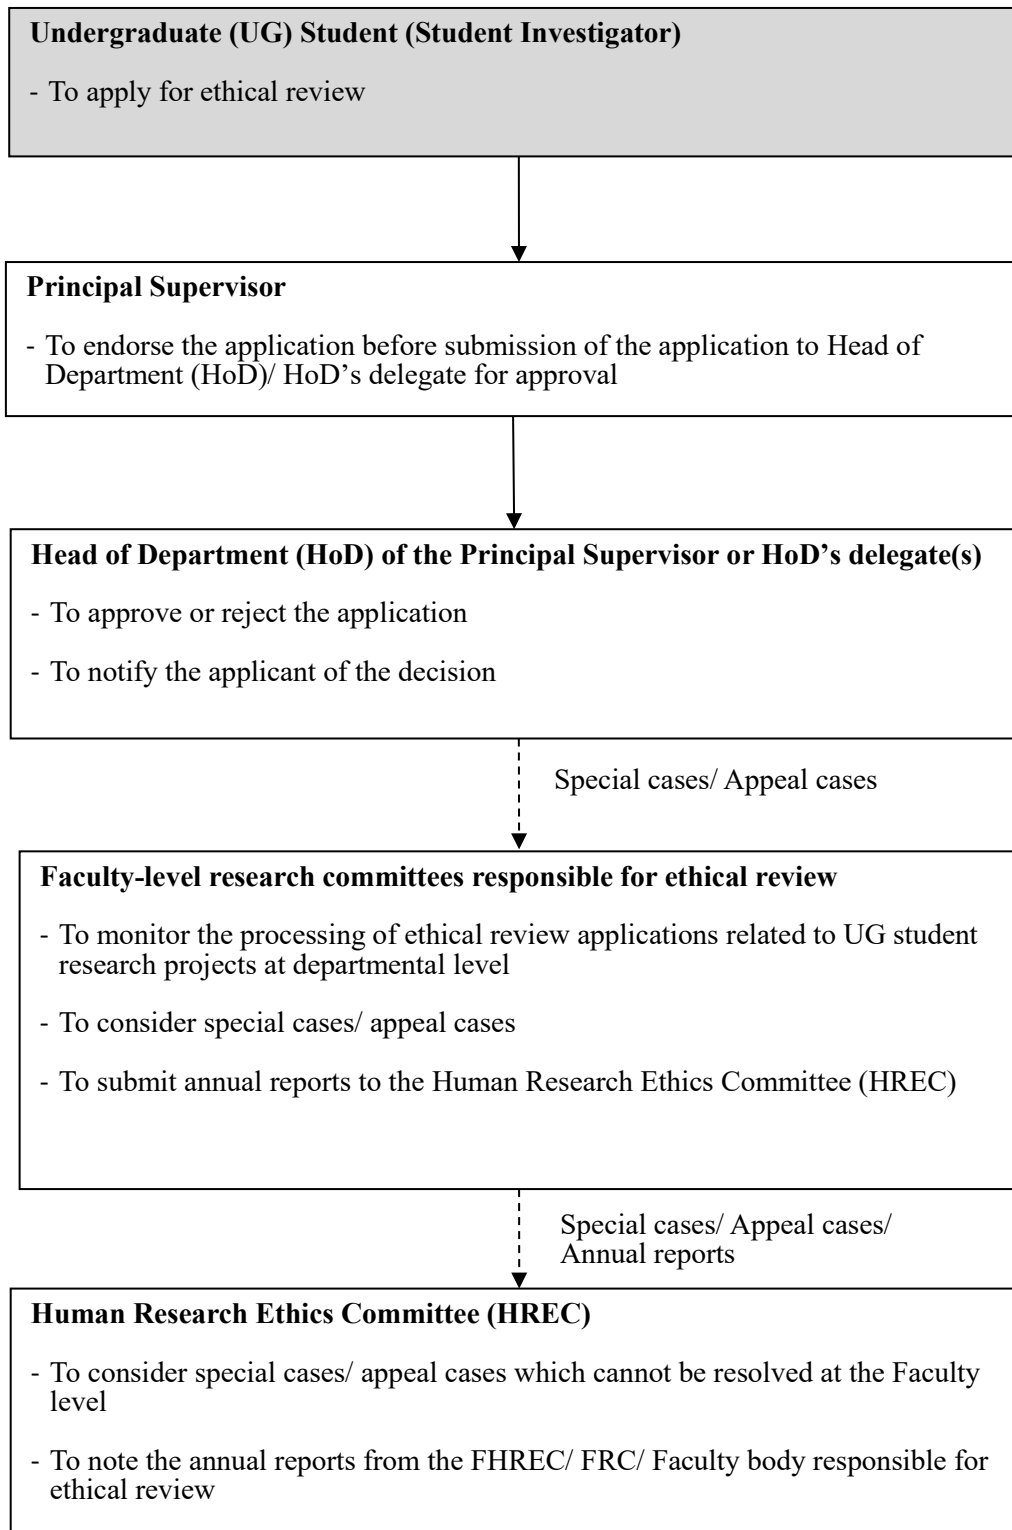 Undergraduate (UG) Student (Student Investigator)
- To apply for ethical review
Principal Supervisor
- To endorse the application before submission of the application to Head of
Department (HoD)/ HoD’s delegate for approval
Head of Department (HoD) of the Principal Supervisor or HoD’s delegate(s)
- To approve or reject the application
- To notify the applicant of the decision
Special cases/ Appeal cases
Faculty-level research committees responsible for ethical review
- To monitor the processing of ethical review applications related to UG student
research projects at departmental level
- To consider special cases/ appeal cases
- To submit annual reports to the Human Research Ethics Committee (HREC)
Special cases/ Appeal cases/
Annual reports
Human Research Ethics Committee (HREC)
- To consider special cases/ appeal cases which cannot be resolved at the Faculty
level
- To note the annual reports from the FHREC/ FRC/ Faculty body responsible for
ethical review